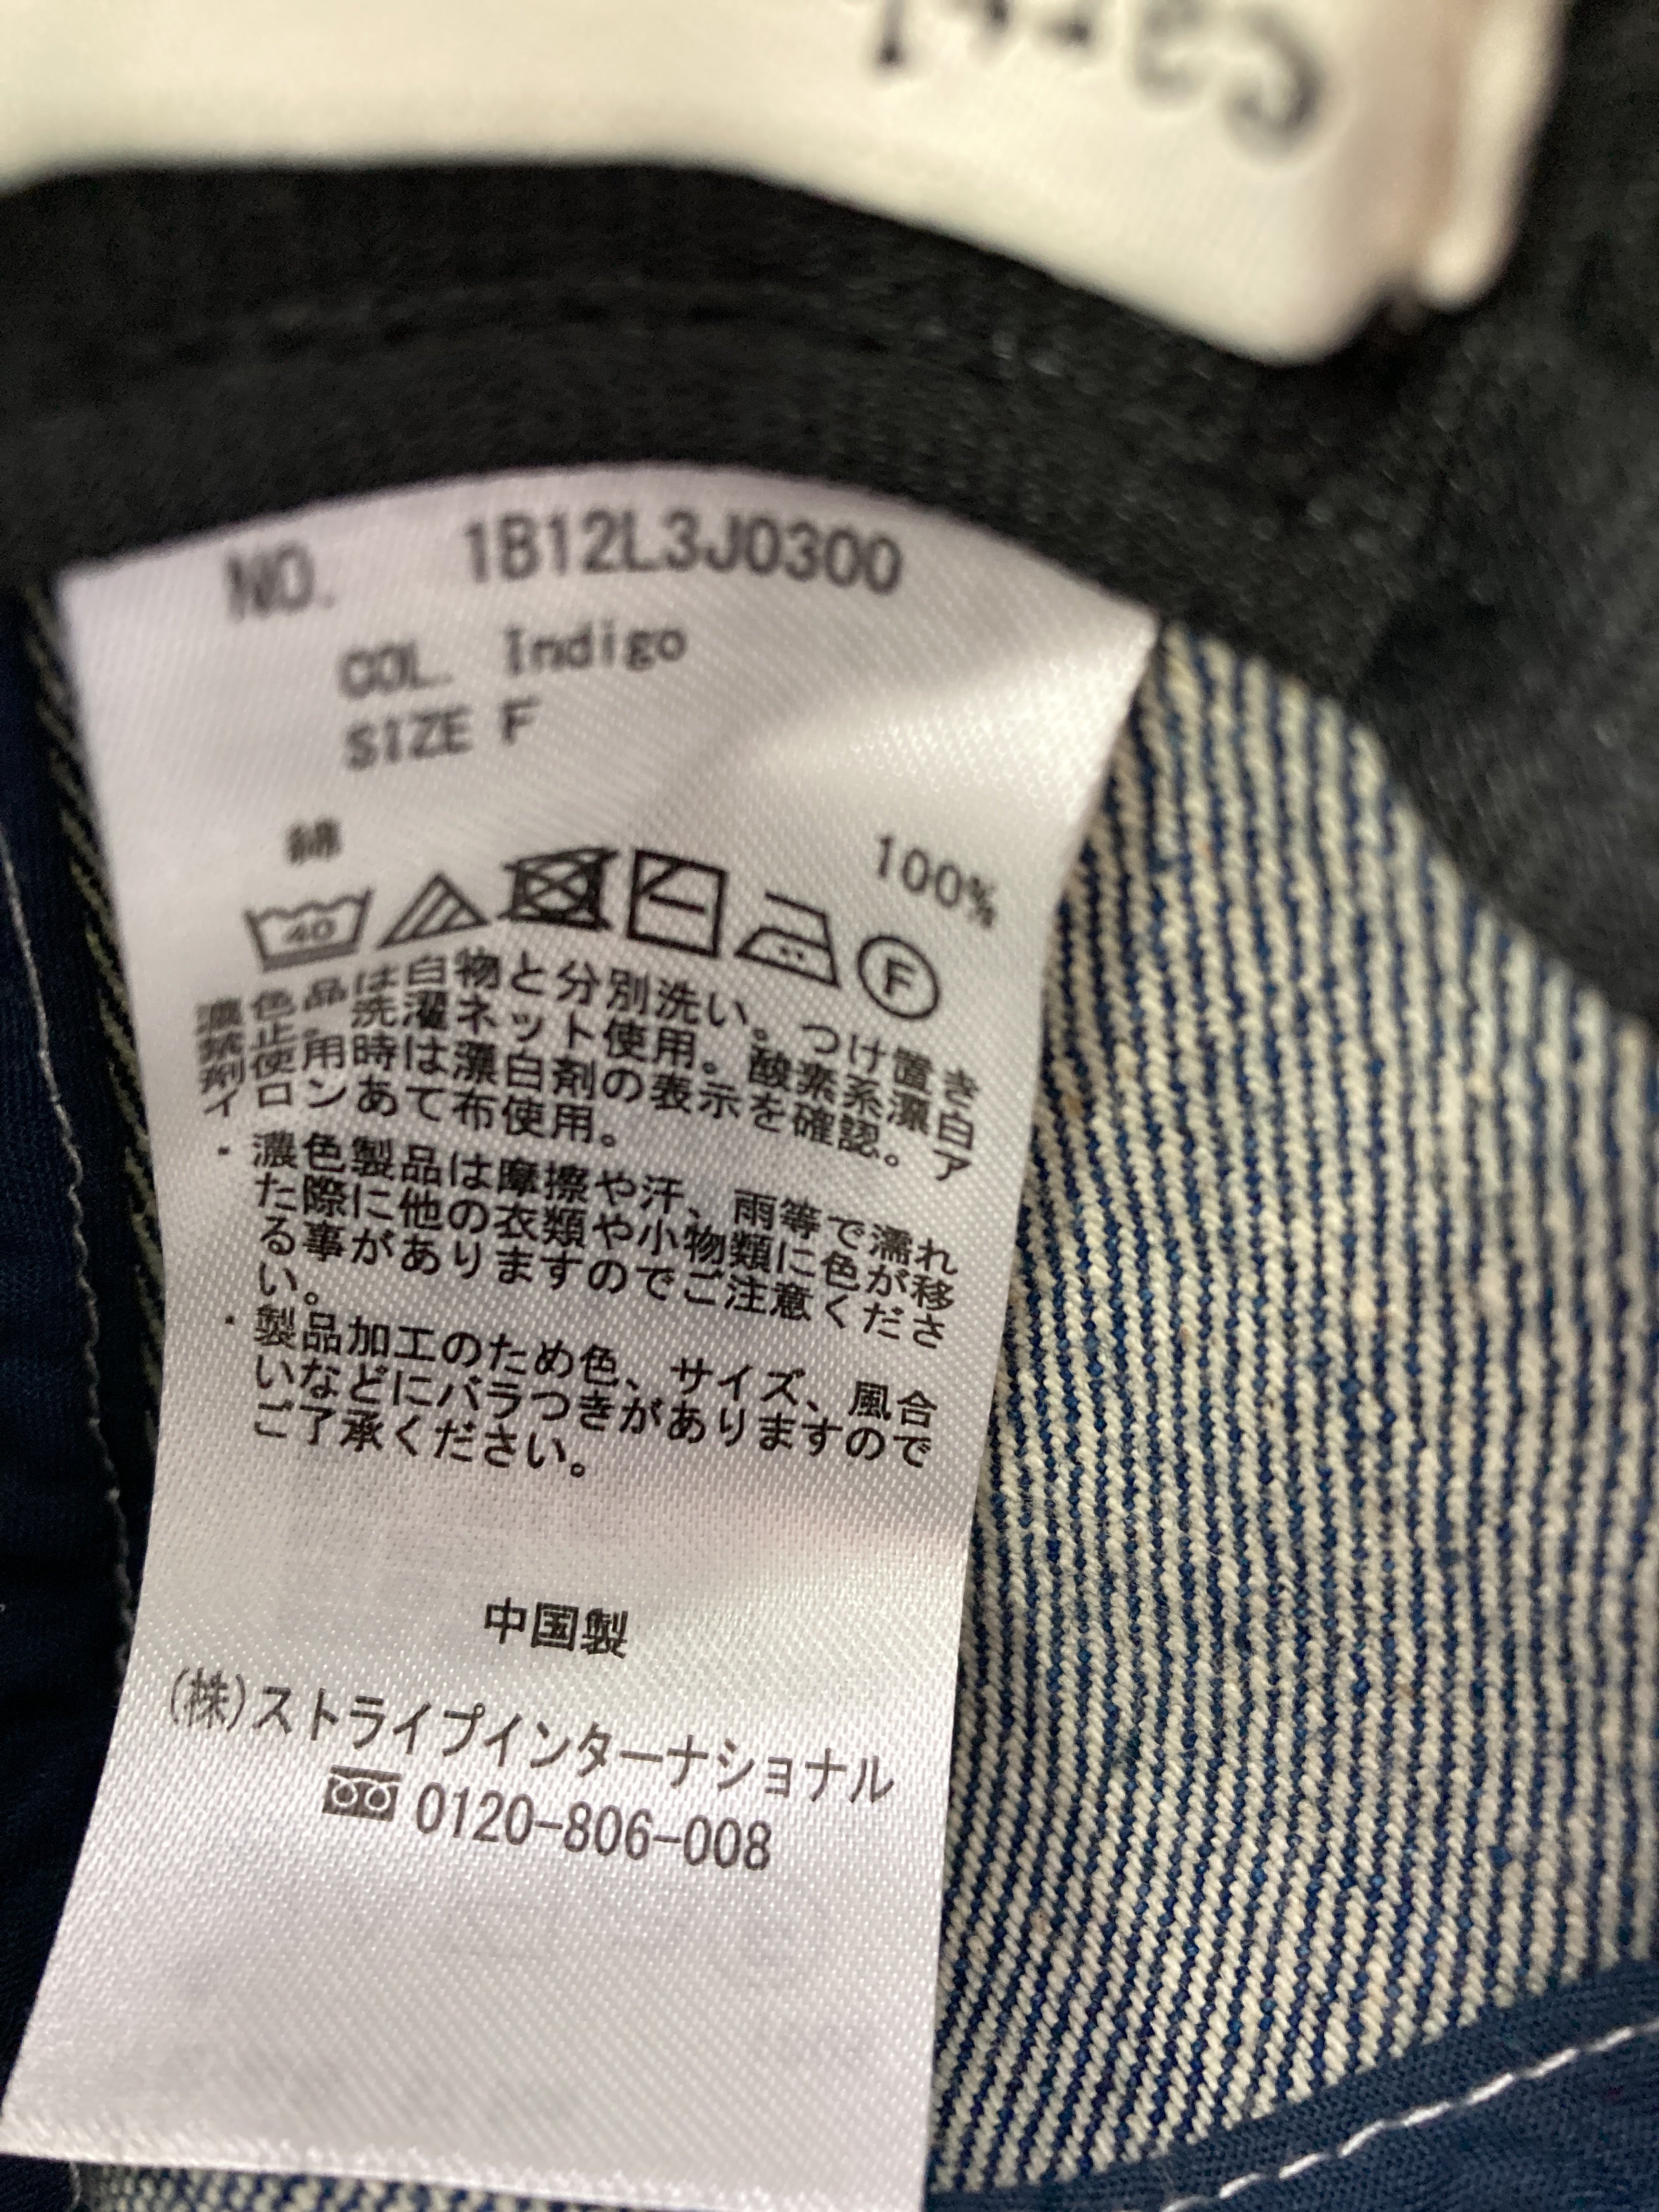 NO. 1B12L3J0300
COL. Indigo
SIZE F
綿 100%
40 F
濃色品は白物と分別洗い。つけ置き
禁止。洗濯ネット使用。酸素系漂白
剤使用時は漂白剤の表示を確認。ア
イロンあて布使用。
・濃色製品は摩擦や汗、雨等で濡れ
た際に他の衣類や小物類に色が移
る事がありますのでご注意くださ
い。
・製品加工のため色、サイズ、風合
いなどにバラつきがありますので
ご了承ください。
中国製
(株)ストライプインターナショナル
0120-806-008